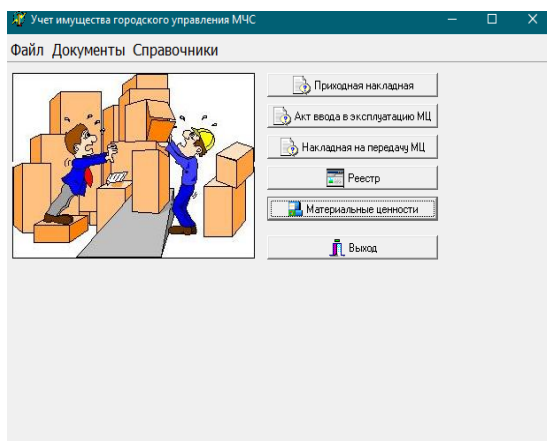 Учет имущества городского управления МЧС
Файл Документы Справочники
Приходная накладная
Акт ввода в эксплуатацию МЦ
Накладная на передачу МЦ
Реестр
Материальные ценности
Выход